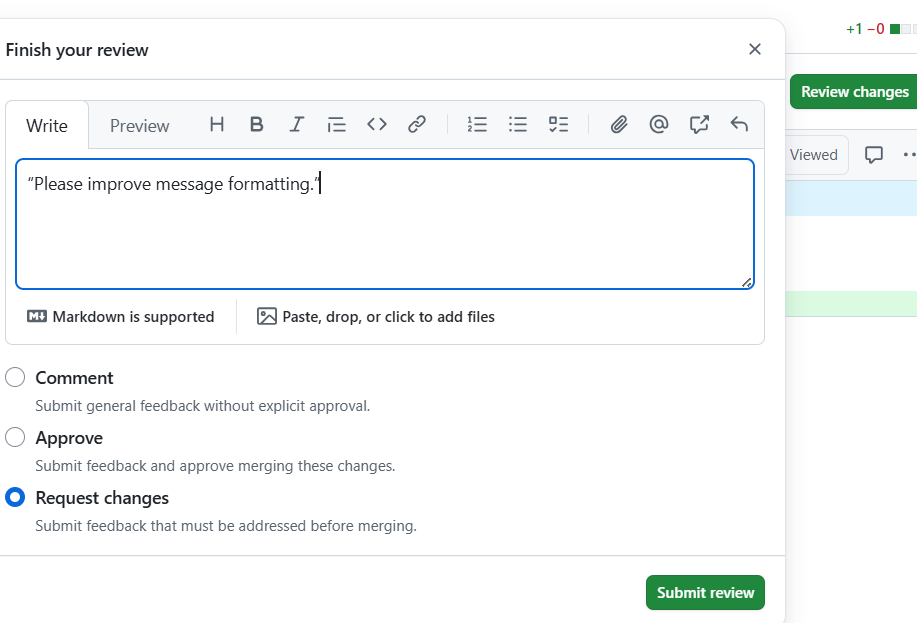 +1 −0
Finish your review
Review changes
Write Preview
Viewed
“Please improve message formatting.”
Markdown is supported
Paste, drop, or click to add files
Comment
Submit general feedback without explicit approval.
Approve
Submit feedback and approve merging these changes.
Request changes
Submit feedback that must be addressed before merging.
Submit review